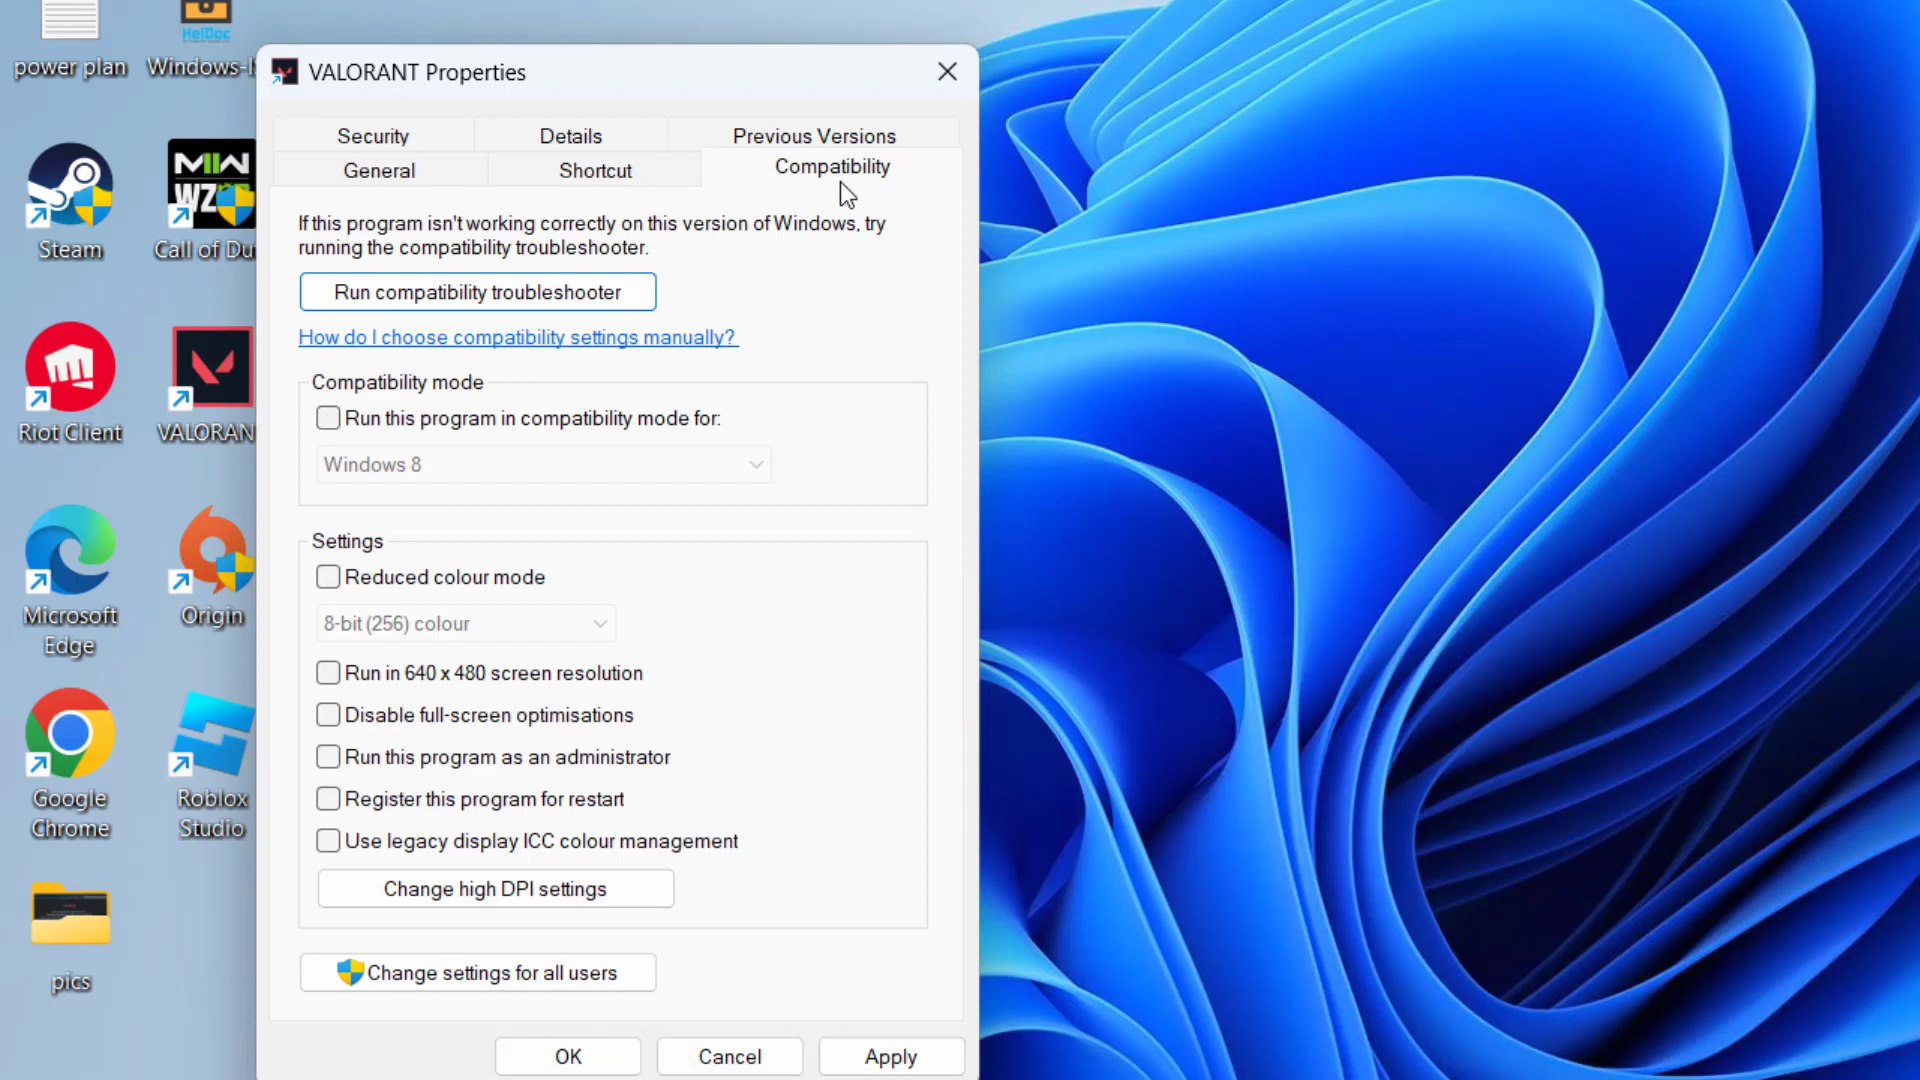 power plan
HeiDoc
Windows-I
Steam
MW
WZ
Call of Du
Riot Client
VALORAN
Microsoft
Edge
Origin
Google
Chrome
Roblox
Studio
pics
VALORANT Properties
Security
Details
Previous Versions
General
Shortcut
Compatibility
If this program isn't working correctly on this version of Windows, try
running the compatibility troubleshooter.
Run compatibility troubleshooter
How do I choose compatibility settings manually?
Compatibility mode
Run this program in compatibility mode for:
Windows 8
Settings
Reduced colour mode
8-bit (256) colour
Run in 640 x 480 screen resolution
Disable full-screen optimisations
Run this program as an administrator
Register this program for restart
Use legacy display ICC colour management
Change high DPI settings
Change settings for all users
OK
Cancel
Apply